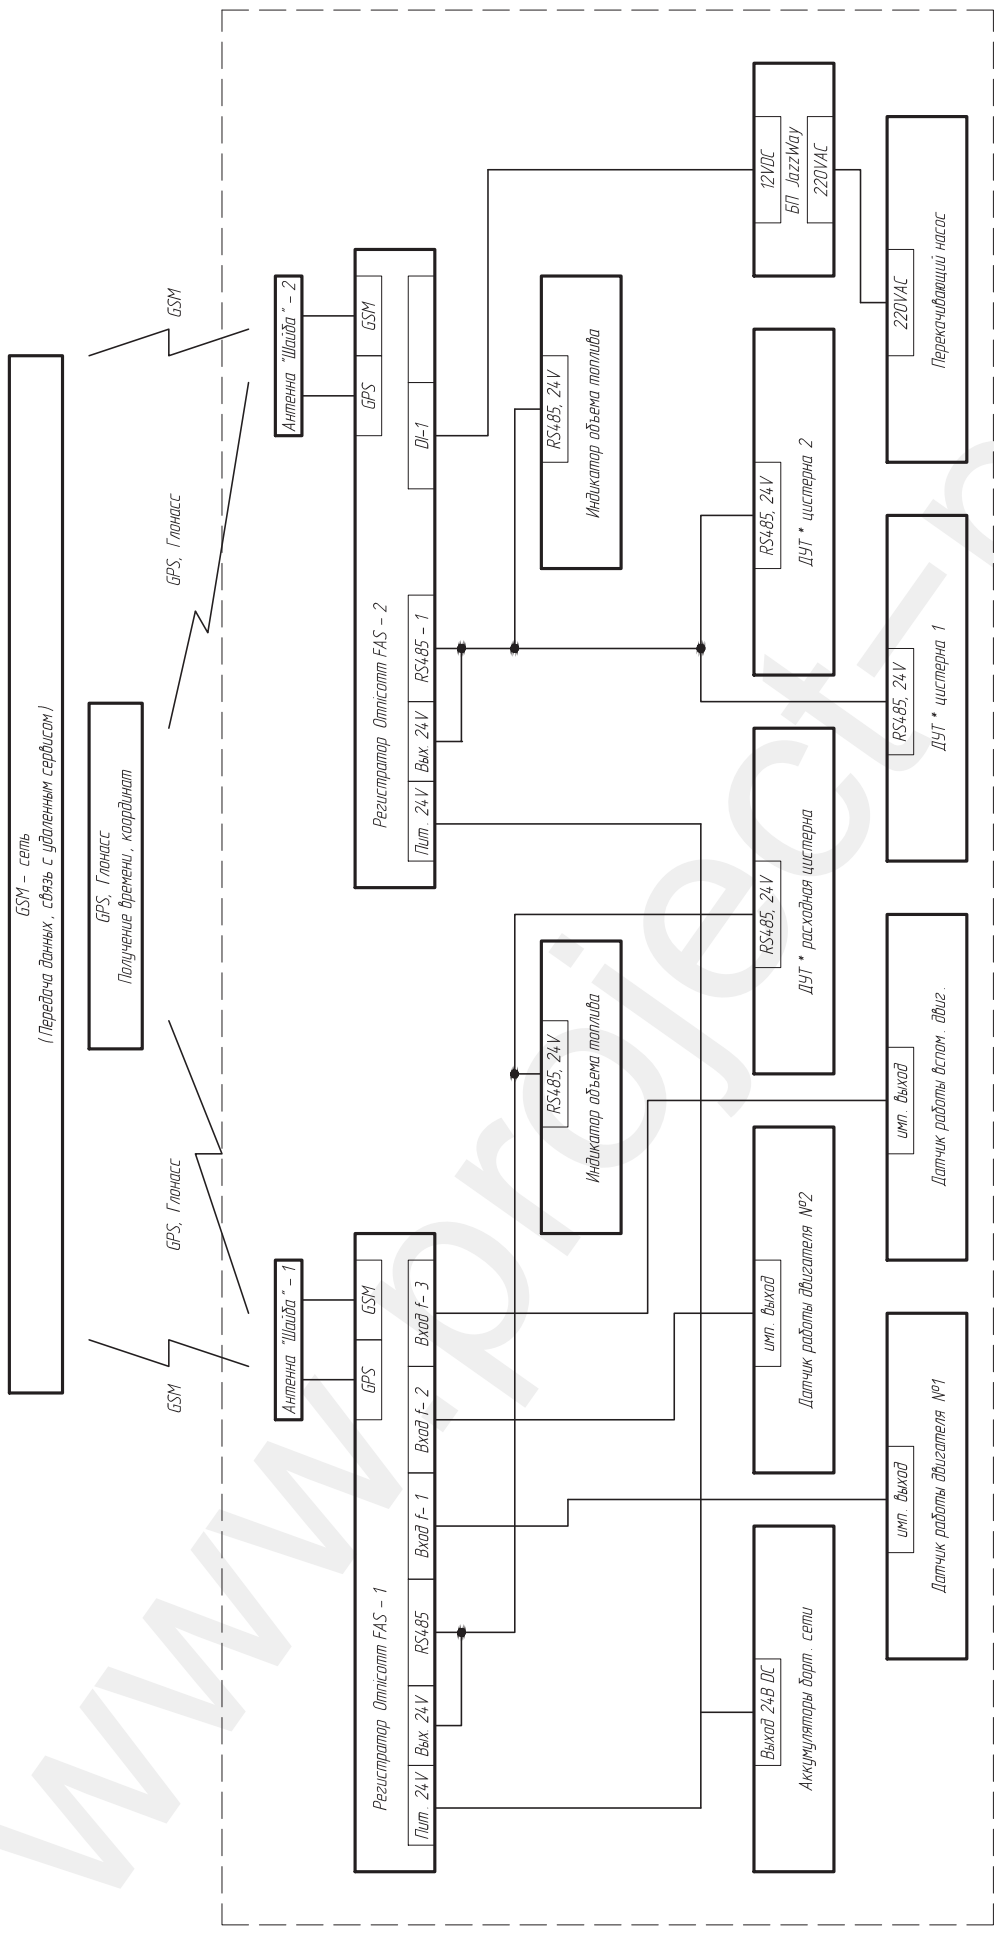 GSM – сеть
(Передача данных, связь с удаленным сервисом)
GPS, Глонасс
Получение времени, координат
GSM
GPS, Глонасс
GPS, Глонасс
GSM
Антенна "Шайба" – 1
Антенна "Шайба" – 2
GPS
GSM
GPS
GSM
Регистратор Omnicomm FAS – 1
Регистратор Omnicomm FAS – 2
Пит. 24V
Вых. 24V
RS485
Вход f– 1
Вход f– 2
Вход f– 3
Пит. 24V
Вых. 24V
RS485 – 1
DI–1
RS485, 24V
Индикатор объема топлива
RS485, 24V
Индикатор объема топлива
Выход 24В DC
Аккумуляторы борт. сети
имп. выход
Датчик работы двигателя №2
RS485, 24V
ДУТ * расходная цистерна
RS485, 24V
ДУТ * цистерна 2
12VDC
БП JazzWay
220VAC
имп. выход
Датчик работы двигателя №1
имп. выход
Датчик работы вспом. двиг.
RS485, 24V
ДУТ * цистерна 1
220VAC
Перекачивающий насос
www.project-